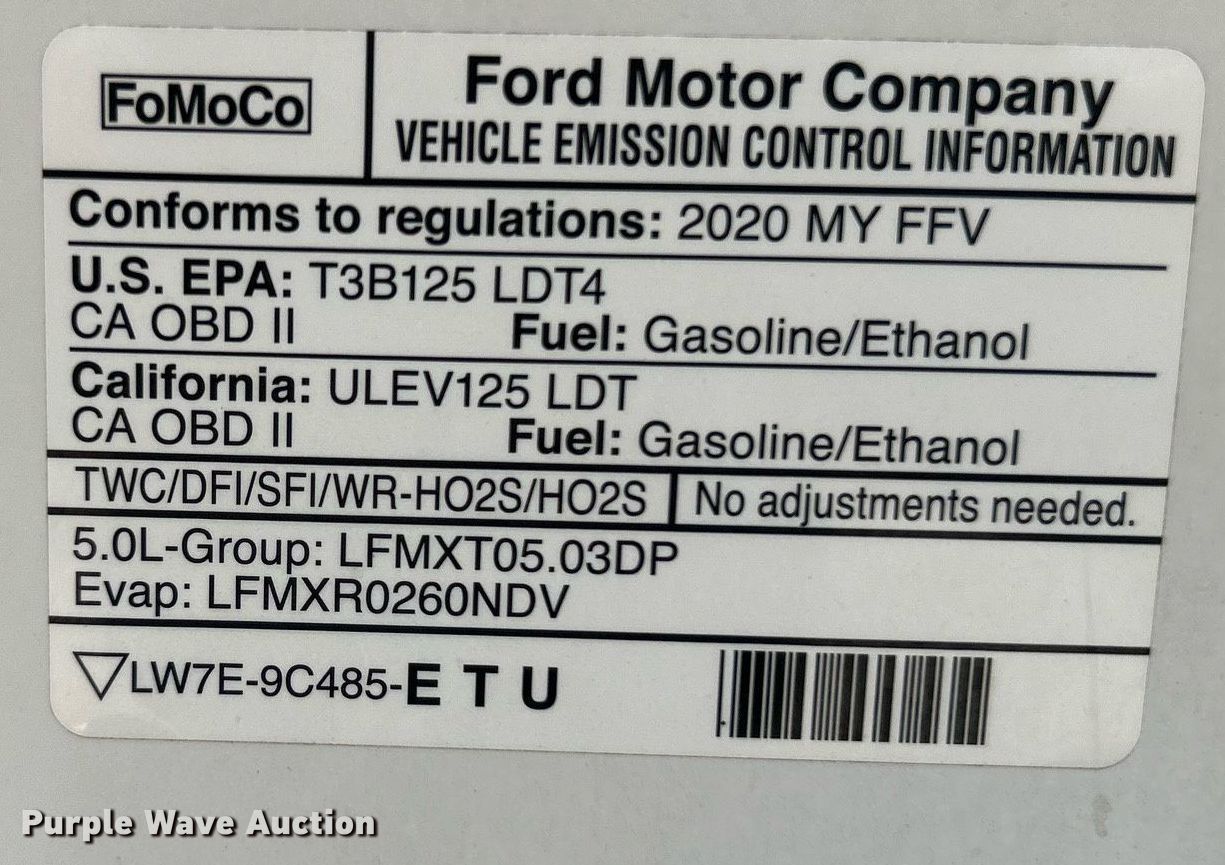 FoMoCo
Ford Motor Company
VEHICLE EMISSION CONTROL INFORMATION
Conforms to regulations: 2020 MY FFV
U.S. EPA: T3B125 LDT4
CA OBD II Fuel: Gasoline/Ethanol
California: ULEV125 LDT
CA OBD II Fuel: Gasoline/Ethanol
TWC/DFI/SFI/WR-HO2S/HO2S No adjustments needed.
5.0L-Group: LFMXT05.03DP
Evap: LFMXR0260NDV
LW7E-9C485-E T U
Purple Wave Auction